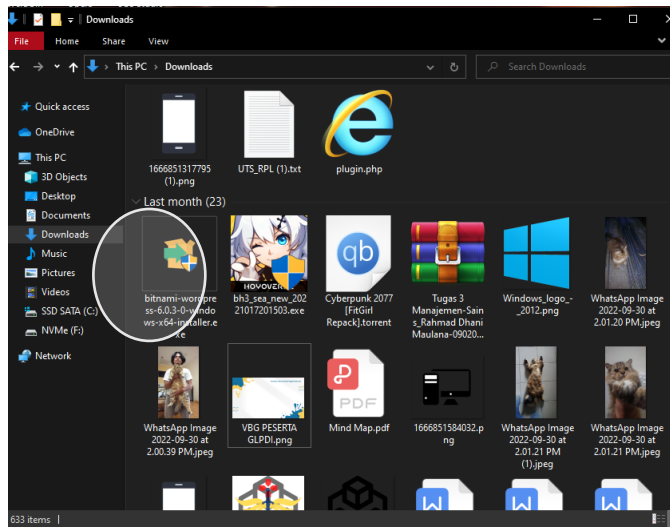 Downloads
File Home Share View
This PC > Downloads
Search Downloads
Quick access
OneDrive
This PC
3D Objects
Desktop
Documents
Downloads
Music
Pictures
Videos
SSD SATA (C:)
NVMe (F:)
Network
1666851317795
(1).png
UTS_RPL (1).txt
plugin.php
Last month (23)
bitnami-wordpre
ss-6.0.3-0-windo
ws-x64-installer.e
xe
HOYOVER
bh3_sea_new_202
21017201503.exe
qb
Cyberpunk 2077
[FitGirl
Repack].torrent
Tugas 3
Manajemen-Sain
s_Rahmad Dhani
Maulana-09020...
Windows_logo_-
_2012.png
WhatsApp Image
2022-09-30 at
2.01.20 PM.jpeg
WhatsApp Image
2022-09-30 at
2.00.39 PM.jpeg
VBG PESERTA
GLPDI.png
PDF
Mind Map.pdf
1666851584032.p
ng
WhatsApp Image
2022-09-30 at
2.01.21 PM
(1).jpeg
WhatsApp Image
2022-09-30 at
2.01.21 PM.jpeg
W
W
W
633 items